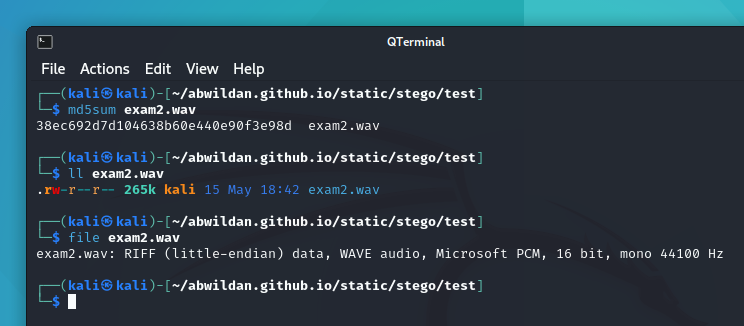 QTerminal
File Actions Edit View Help
┌──(kali㉿kali)-[~/abwildan.github.io/static/stego/test]
└─$ md5sum exam2.wav
38ec692d7d104638b60e440e90f3e98d  exam2.wav
┌──(kali㉿kali)-[~/abwildan.github.io/static/stego/test]
└─$ ll exam2.wav
.rw-r--r-- 265k kali 15 May 18:42 exam2.wav
┌──(kali㉿kali)-[~/abwildan.github.io/static/stego/test]
└─$ file exam2.wav
exam2.wav: RIFF (little-endian) data, WAVE audio, Microsoft PCM, 16 bit, mono 44100 Hz
┌──(kali㉿kali)-[~/abwildan.github.io/static/stego/test]
└─$